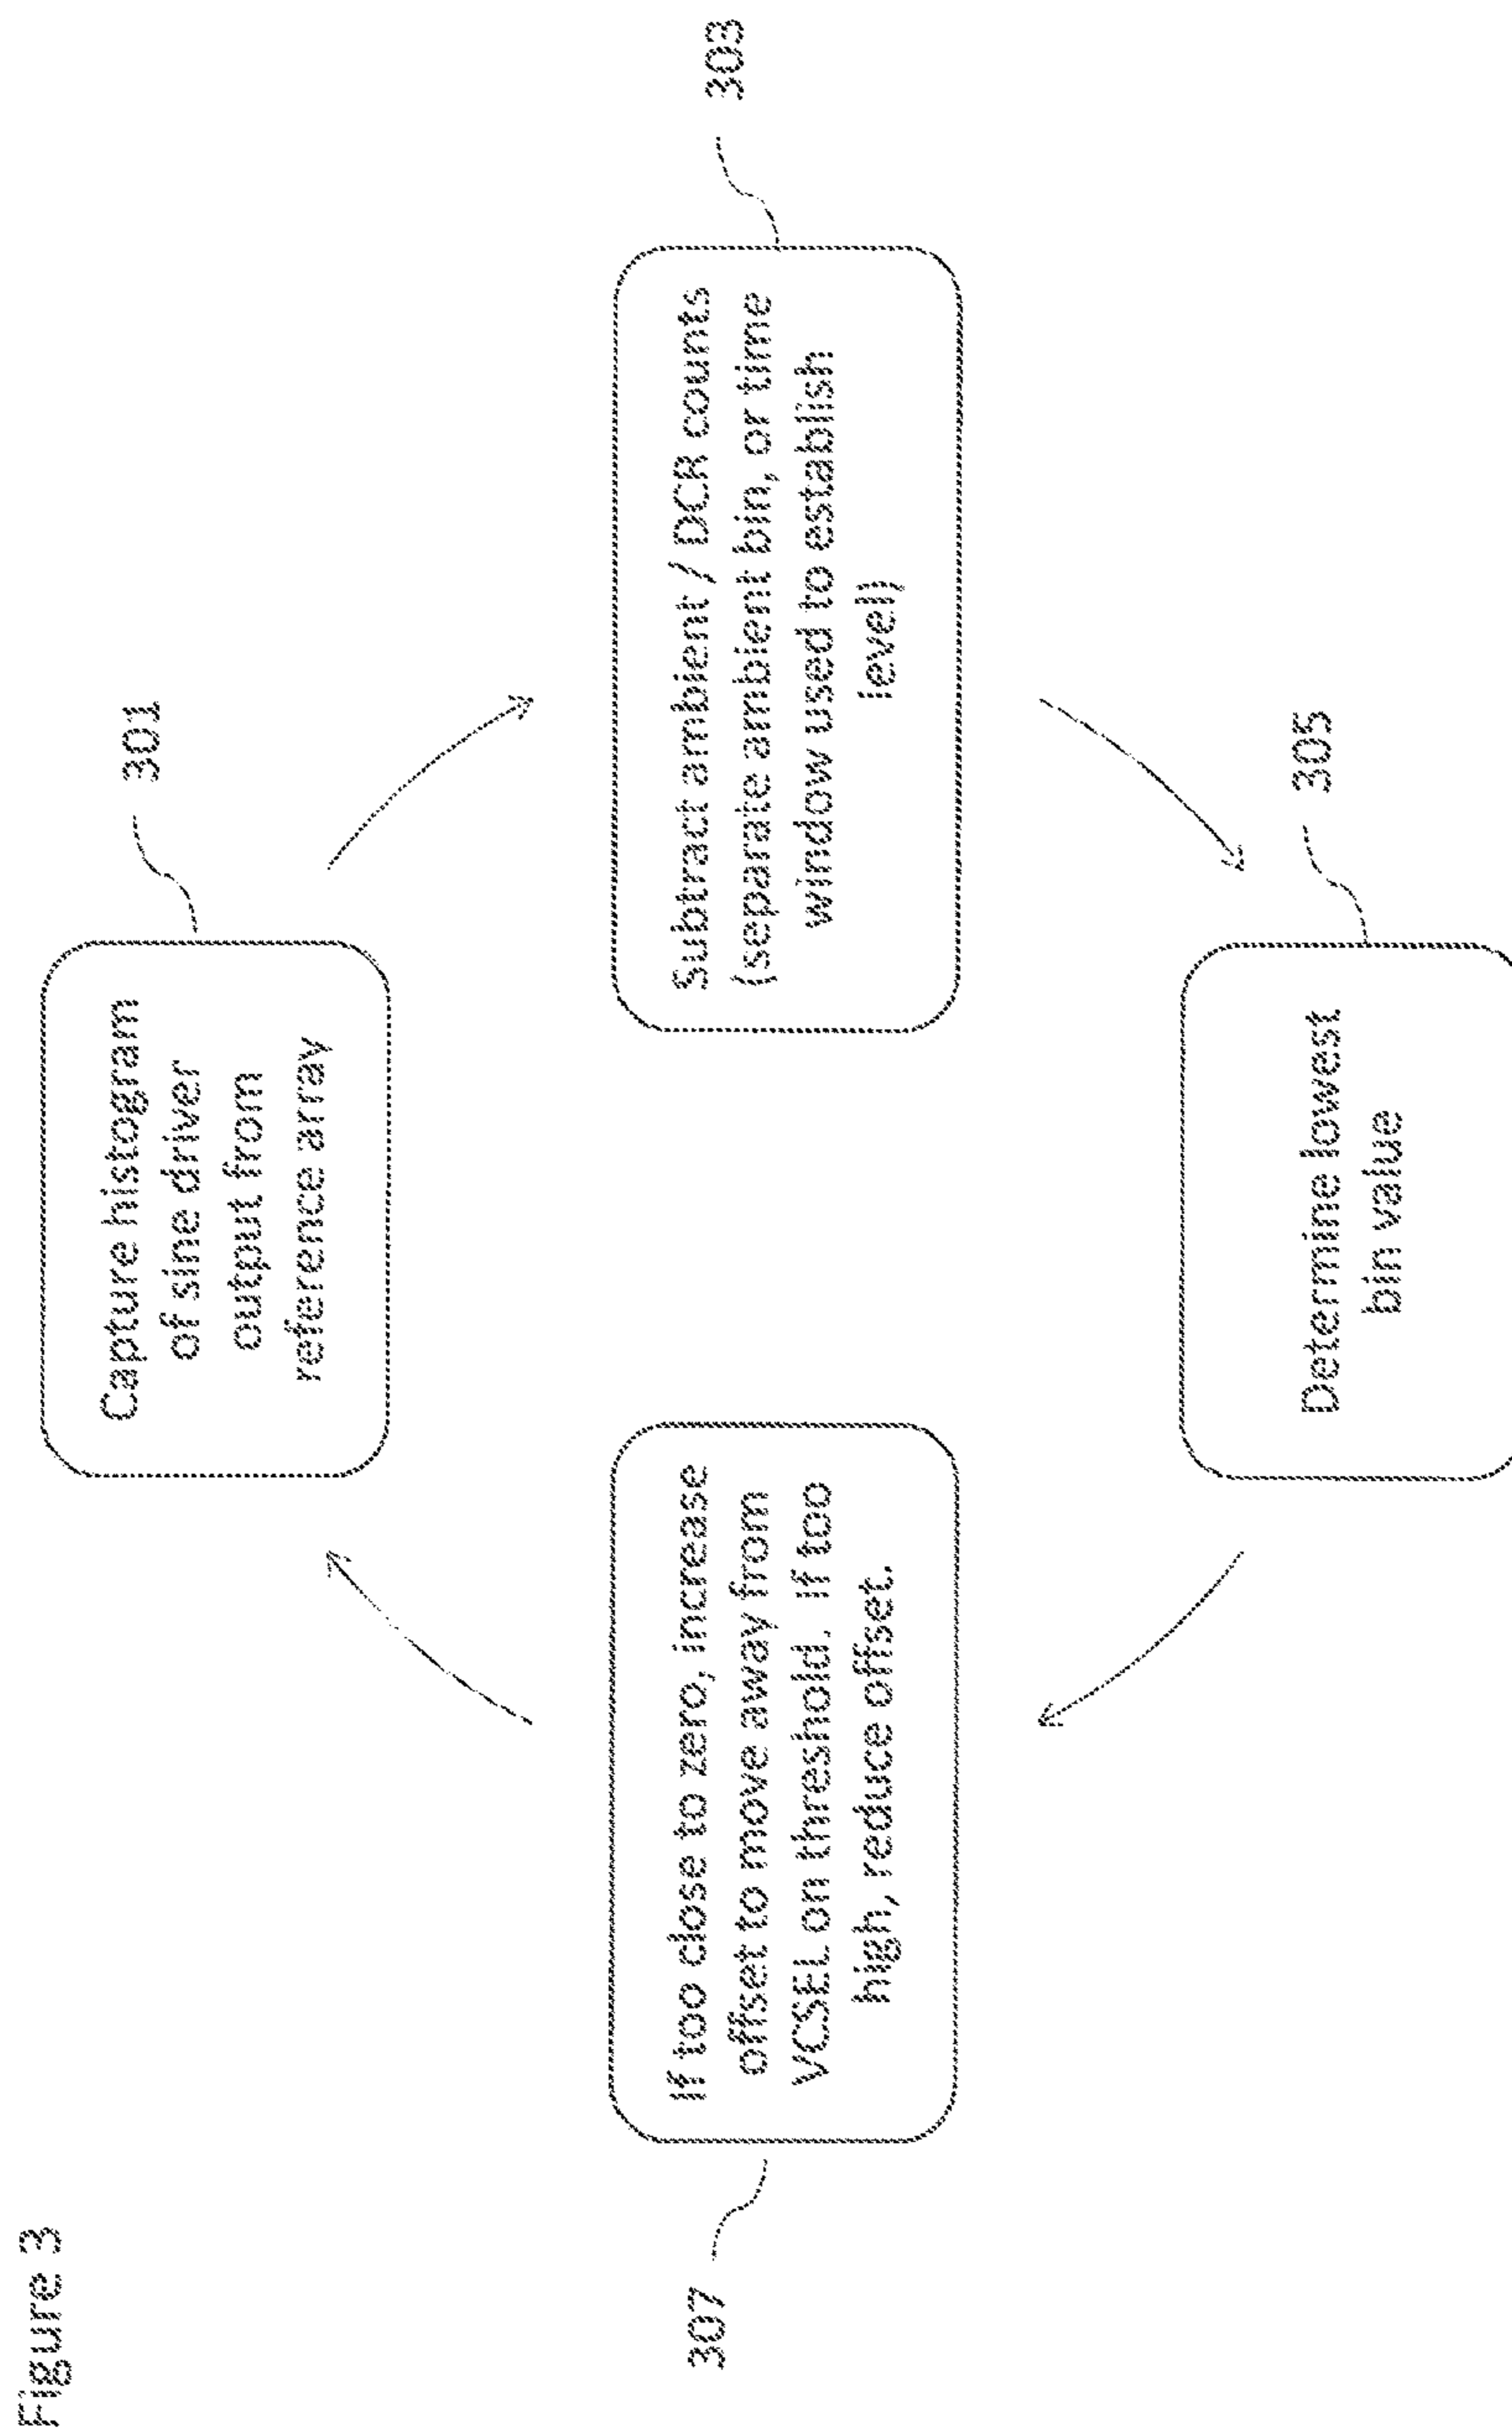 Figure 3
301
Capture histogram
of sine driver
output from
reference array
303
Subtract ambient / DCR counts
(separate ambient bin, or time
window used to establish
level)
305
Determine lowest
bin value
307
If too close to zero, increase
offset to move away from
VCSEL on threshold. If too
high, reduce offset.